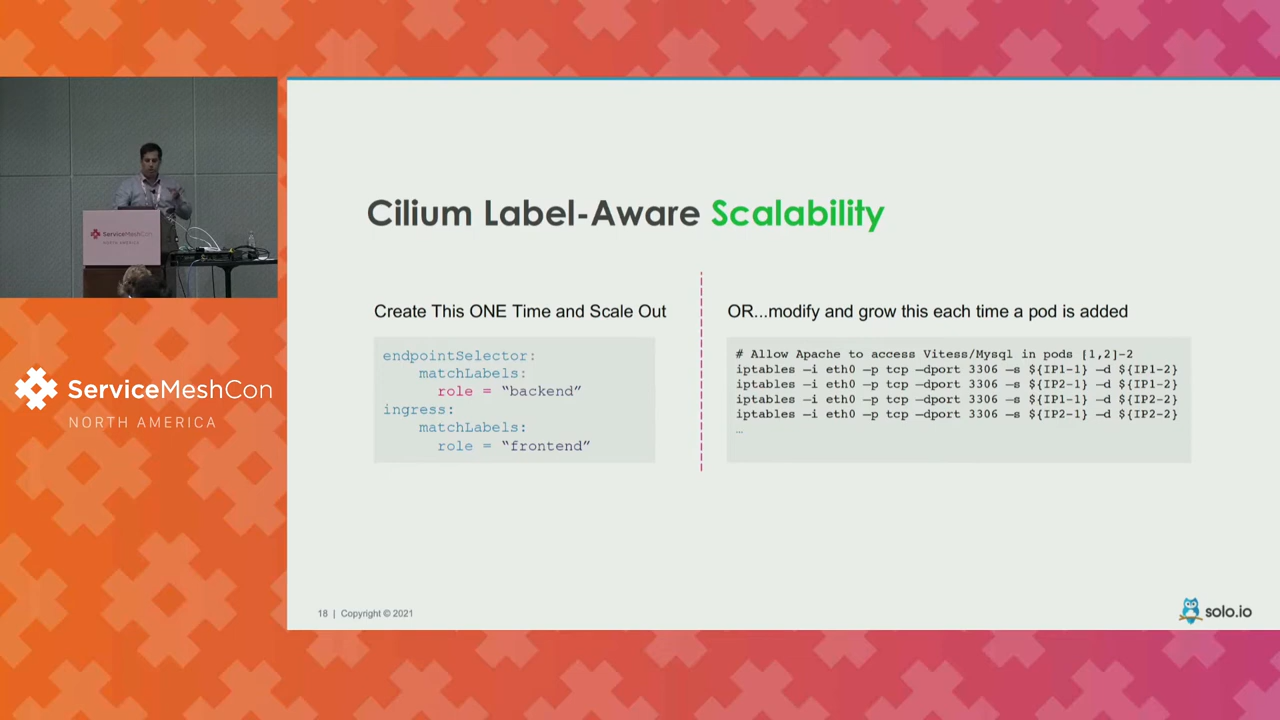 Cilium Label-Aware Scalability
Create This ONE Time and Scale Out
endpointSelector:
matchLabels:
role = “backend”
ingress:
matchLabels:
role = “frontend”
OR...modify and grow this each time a pod is added
# Allow Apache to access Vitess/Mysql in pods [1,2]-2
iptables –i eth0 –p tcp –dport 3306 –s ${IP1-1} –d ${IP1-2}
iptables –i eth0 –p tcp –dport 3306 –s ${IP2-1} –d ${IP1-2}
iptables –i eth0 –p tcp –dport 3306 –s ${IP1-1} –d ${IP2-2}
iptables –i eth0 –p tcp –dport 3306 –s ${IP2-1} –d ${IP2-2}
…
18 | Copyright © 2021
solo.io
ServiceMeshCon
NORTH AMERICA
ServiceMeshCon
NORTH AMERICA